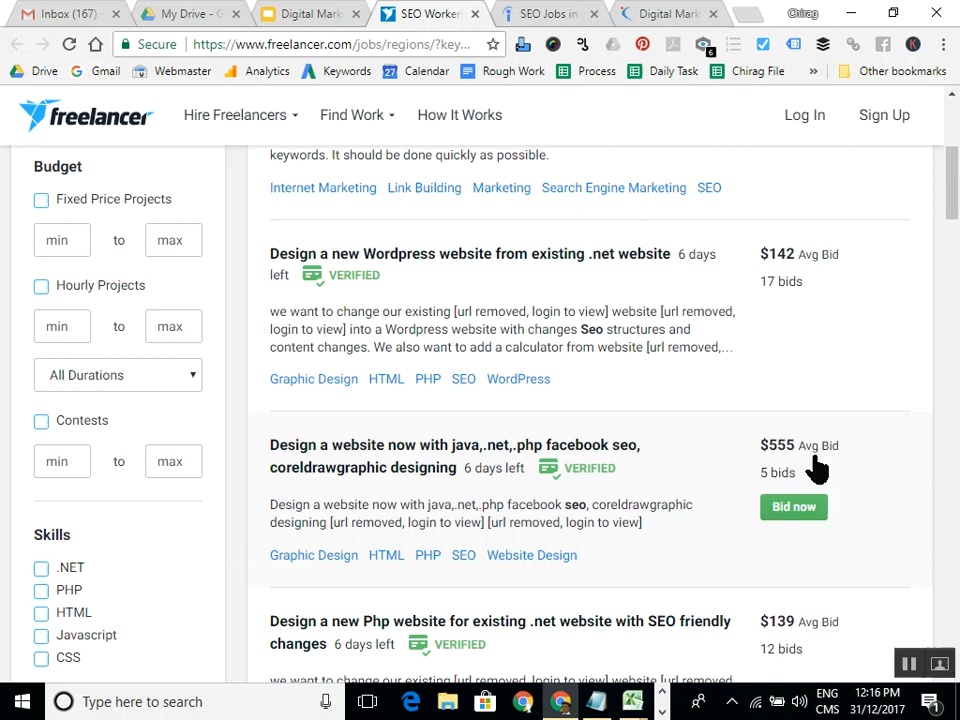 Inbox (167)
My Drive - G
Digital Mark
SEO Worker
SEO Jobs in
Digital Mark
Chirag
Secure
https://www.freelancer.com/jobs/regions/?key...
6
Drive
Gmail
Webmaster
Analytics
Keywords
27
Calendar
Rough Work
Process
Daily Task
Chirag File
»
Other bookmarks
freelancer
Hire Freelancers
Find Work
How It Works
Log In
Sign Up
Budget
Fixed Price Projects
min to max
Hourly Projects
min to max
All Durations
Contests
min to max
Skills
.NET
PHP
HTML
Javascript
CSS
keywords. It should be done quickly as possible.
Internet Marketing Link Building Marketing Search Engine Marketing SEO
Design a new Wordpress website from existing .net website 6 days
left VERIFIED
$142 Avg Bid
17 bids
we want to change our existing [url removed, login to view] website [url removed,
login to view] into a Wordpress website with changes Seo structures and
content changes. We also want to add a calculator from website [url removed,...
Graphic Design HTML PHP SEO WordPress
Design a website now with java,.net,.php facebook seo,
coreldrawgraphic designing 6 days left VERIFIED
$555 Avg Bid
5 bids
Bid now
Design a website now with java,.net,.php facebook seo, coreldrawgraphic
designing [url removed, login to view] [url removed, login to view]
Graphic Design HTML PHP SEO Website Design
Design a new Php website for existing .net website with SEO friendly
changes 6 days left VERIFIED
$139 Avg Bid
12 bids
Type here to search
ENG
CMS
12:16 PM
31/12/2017
1